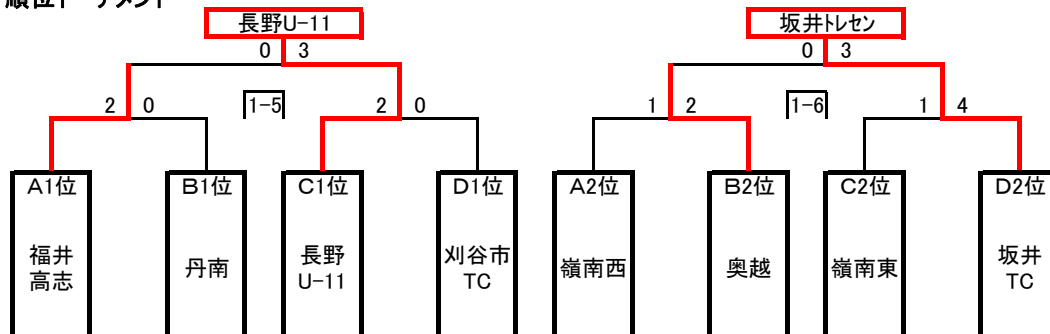 順位トーナメント
長野U-11 坂井トレセン
0 3 0 3
2 0 1-5 2 0 1 2 1-6 1 4
A1位 B1位 C1位 D1位 A2位 B2位 C2位 D2位
福井 長野 刈谷市 坂井
高志 丹南 U-11 TC 嶺南西 奥越 嶺南東 TC